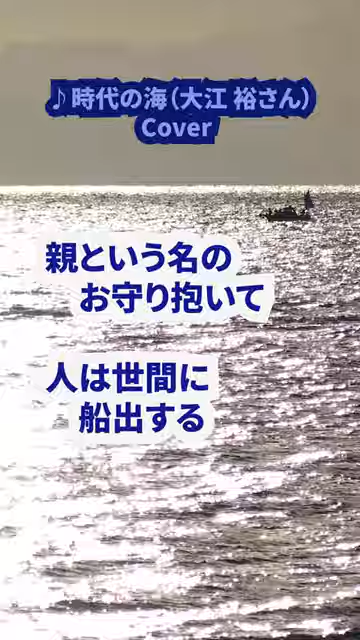 ♪時代の海（大江 裕さん）
Cover
親という名の
お守り抱いて
人は世間に
船出する